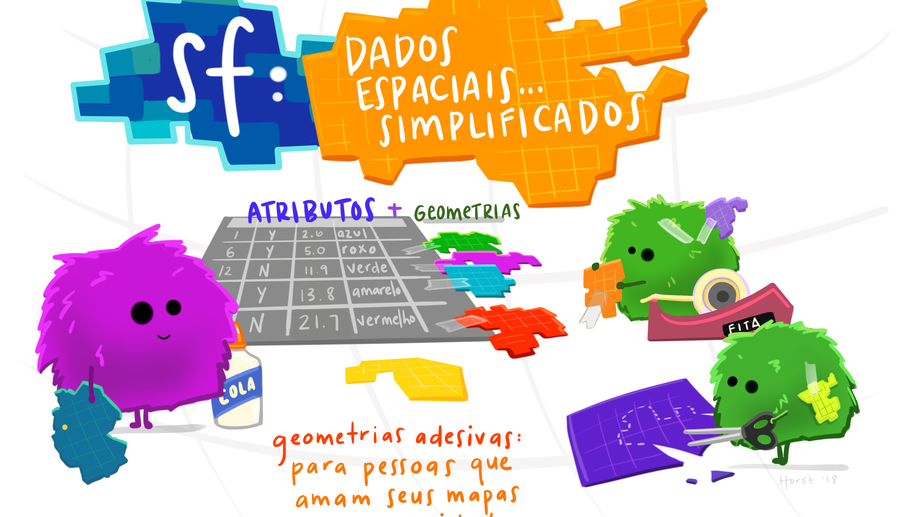 sf:
DADOS
ESPACIAIS...
SIMPLIFICADOS
ATRIBUTOS + GEOMETRIAS
Y 2.6 azul
6 Y 5.0 roxo
12 N 11.9 verde
Y 13.8 amarelo
N 21.7 vermelho
FITA
COLA
geometrias adesivas:
para pessoas que
amam seus mapas
Horst '18